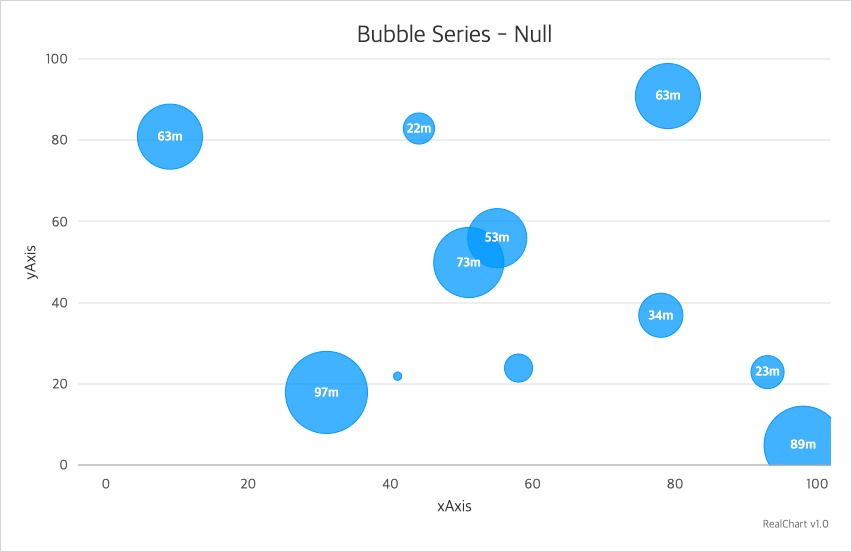 Bubble Series - Null
100
80
60
40
20
0
yAxis
63m
63m
22m
53m
73m
34m
23m
97m
89m
0 20 40 60 80 100
xAxis
RealChart v1.0